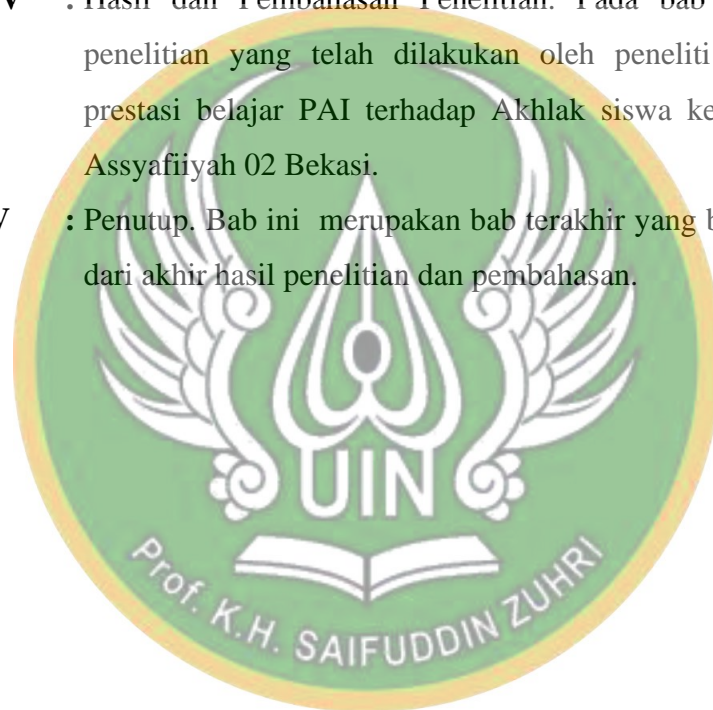 V : Hasil dan Pembahasan Penelitian. Pada bab
penelitian yang telah dilakukan oleh peneliti
prestasi belajar PAI terhadap Akhlak siswa ke
Assyafiiyah 02 Bekasi.
V : Penutup. Bab ini merupakan bab terakhir yang b
dari akhir hasil penelitian dan pembahasan.
UIN
Prof. K.H. SAIFUDDIN ZUHRI